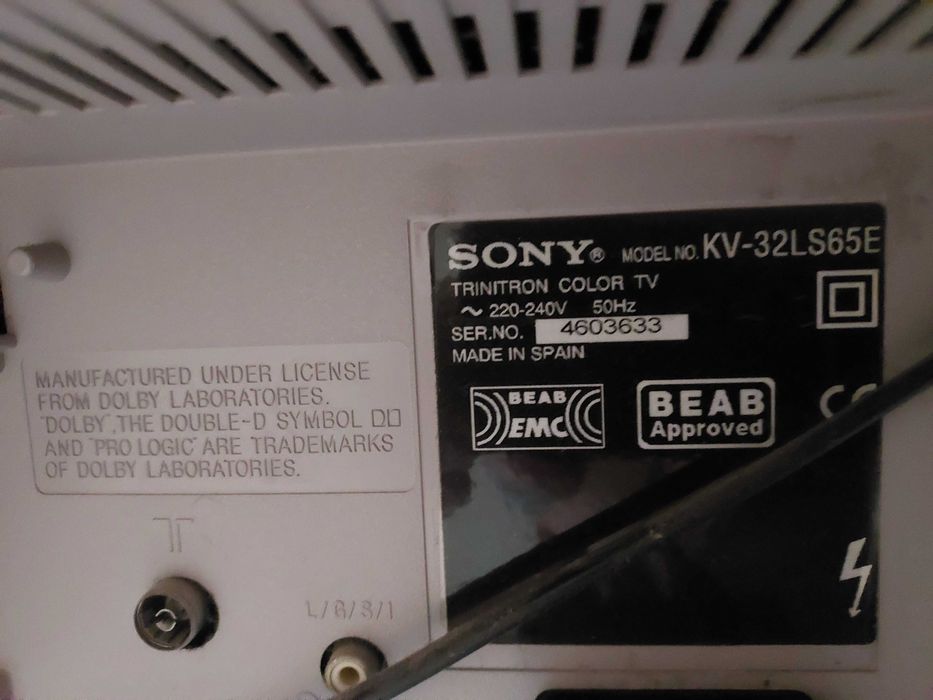 SONY® MODEL NO. KV-32LS65E
TRINITRON COLOR TV
~ 220-240V 50Hz
SER.NO. 4603633
MADE IN SPAIN
BEAB
EMC
BEAB
Approved
CE
MANUFACTURED UNDER LICENSE
FROM DOLBY LABORATORIES.
"DOLBY", THE DOUBLE-D SYMBOL
AND "PRO LOGIC" ARE TRADEMARKS
OF DOLBY LABORATORIES.
L/G/S/I